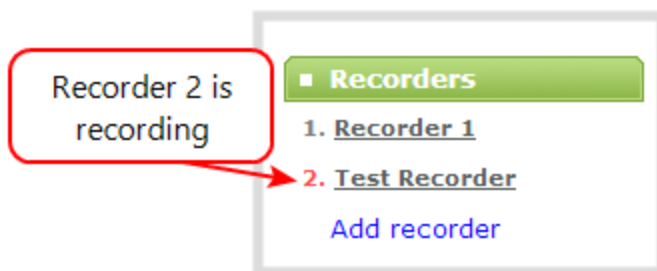 Recorder 2 is
recording
Recorders
1. Recorder 1
2. Test Recorder
Add recorder